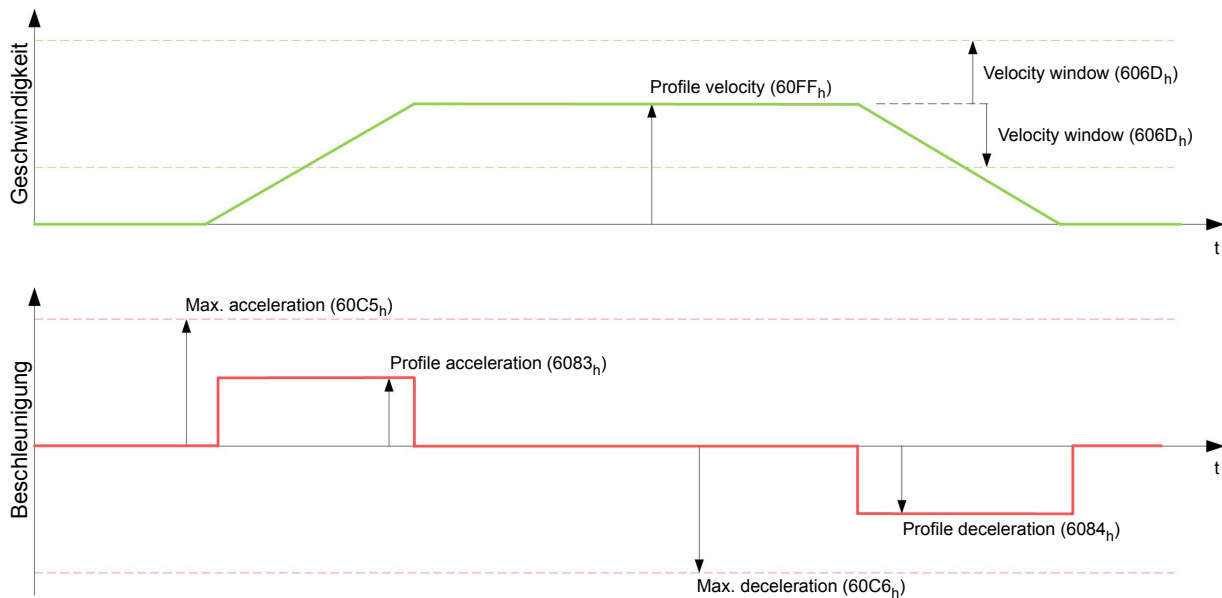 Geschwindigkeit
Profile velocity (60FFh)
Velocity window (606Dh)
Velocity window (606Dh)
t
Beschleunigung
Max. acceleration (60C5h)
Profile acceleration (6083h)
t
Profile deceleration (6084h)
Max. deceleration (60C6h)